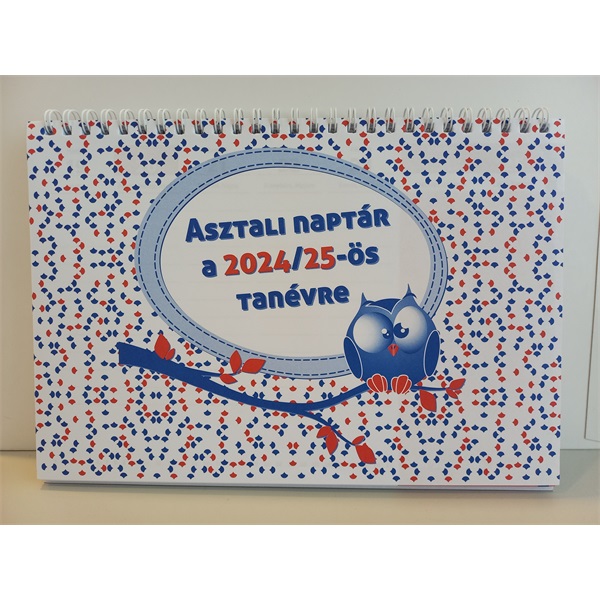 Asztali naptár
a 2024/25-ös
tanévre